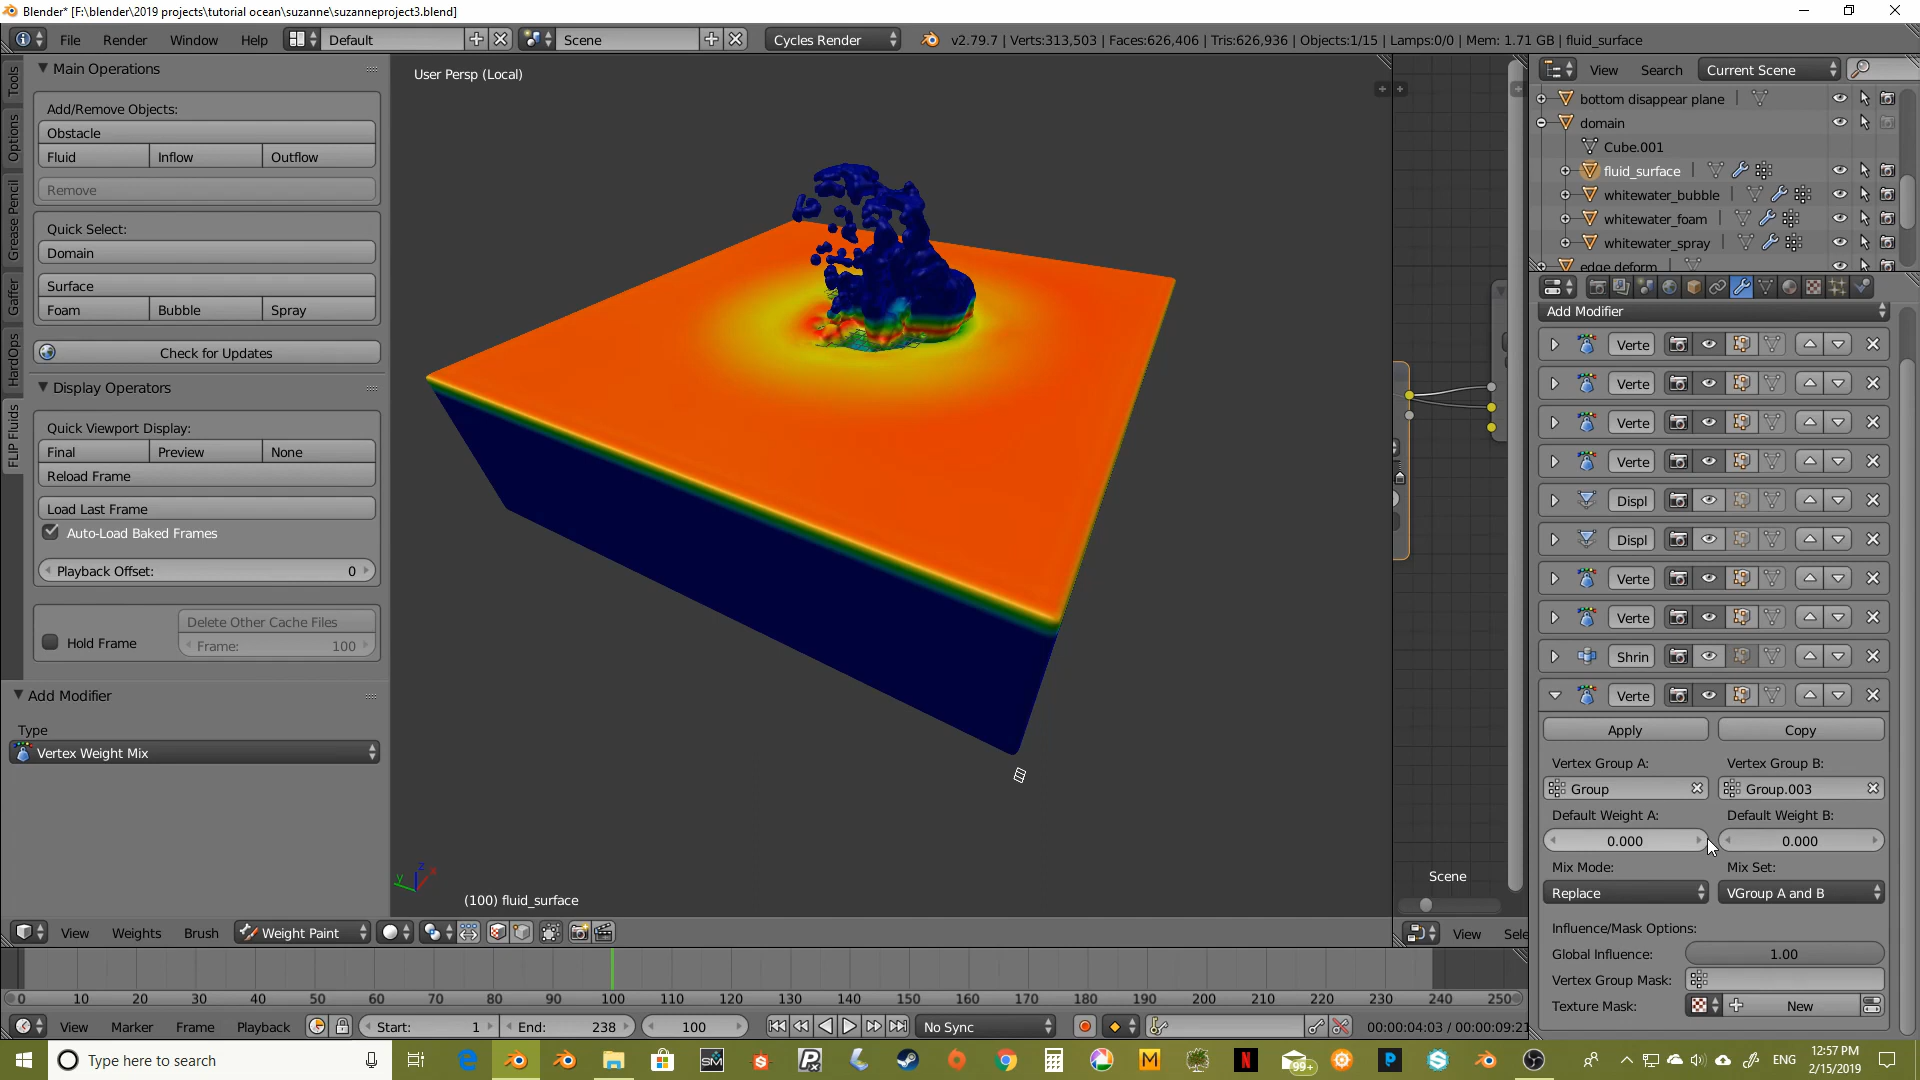 Blender* [F:\blender\2019 projects\tutorial ocean\suzanne\suzanneproject3.blend]
File Render Window Help Default Scene Cycles Render v2.79.7 | Verts:313,503 | Faces:626,406 | Tris:626,936 | Objects:1/15 | Lamps:0/0 | Mem: 1.71 GB | fluid_surface
Tools
Options
Grease Pencil
Gaffer
HardOps
FLIP Fluids
Main Operations
Add/Remove Objects:
Obstacle
Fluid Inflow Outflow
Remove
Quick Select:
Domain
Surface
Foam Bubble Spray
Check for Updates
Display Operators
Quick Viewport Display:
Final Preview None
Reload Frame
Load Last Frame
Auto-Load Baked Frames
Playback Offset: 0
Delete Other Cache Files
Hold Frame Frame: 100
Add Modifier
Type
Vertex Weight Mix
User Persp (Local)
z
y
x
(100) fluid_surface
View Weights Brush Weight Paint
Scene
View Sele
View Search Current Scene
bottom disappear plane
domain
Cube.001
fluid_surface
whitewater_bubble
whitewater_foam
whitewater_spray
edge deform
Add Modifier
Verte
Verte
Verte
Verte
Displ
Displ
Verte
Verte
Shrin
Verte
Apply Copy
Vertex Group A: Vertex Group B:
Group Group.003
Default Weight A: Default Weight B:
0.000 0.000
Mix Mode: Mix Set:
Replace VGroup A and B
Influence/Mask Options:
Global Influence: 1.00
Vertex Group Mask:
Texture Mask: New
0 10 20 30 40 50 60 70 80 90 100 110 120 130 140 150 160 170 180 190 200 210 220 230 240 250
View Marker Frame Playback Start: 1 End: 238 100 No Sync 00:00:04:03 / 00:00:09:21
Type here to search
SM
M
N
99+
P
S
ENG
12:57 PM
2/15/2019